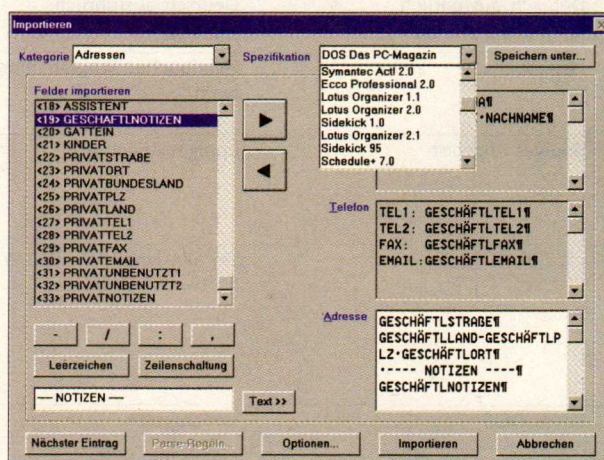 Importieren
Kategorie Adressen
Spezifikation DOS Das PC-Magazin
Speichern unter...
Symantec Act! 2.0
Ecco Professional 2.0
Lotus Organizer 1.1
Lotus Organizer 2.0
Sidekick 1.0
Lotus Organizer 2.1
Sidekick 95
Schedule+ 7.0
Felder importieren
<18> ASSISTENT
<19> GESCHÄFTLNOTIZEN
<20> GATTEIN
<21> KINDER
<22> PRIVATSTRAßE
<23> PRIVATORT
<24> PRIVATBUNDESLAND
<25> PRIVATPLZ
<26> PRIVATLAND
<27> PRIVATTEL1
<28> PRIVATTEL2
<29> PRIVATFAX
<30> PRIVATEMAIL
<31> PRIVATUNBENUTZT1
<32> PRIVATUNBENUTZT2
<33> PRIVATNOTIZEN
- / : ,
Leerzeichen
Zeilenschaltung
--- NOTIZEN ---
Text >>
·NACHNAME¶
Telefon
TEL1: GESCHÄFTLTEL1¶
TEL2: GESCHÄFTLTEL2¶
FAX: GESCHÄFTLFAX¶
EMAIL:GESCHÄFTLEMAIL¶
Adresse
GESCHÄFTLSTRAßE¶
GESCHÄFTLLAND-GESCHÄFTLP
LZ·GESCHÄFTLORT¶
·----- NOTIZEN ----¶
GESCHÄFTLNOTIZEN¶
Nächster Eintrag
Parse-Regeln...
Optionen...
Importieren
Abbrechen